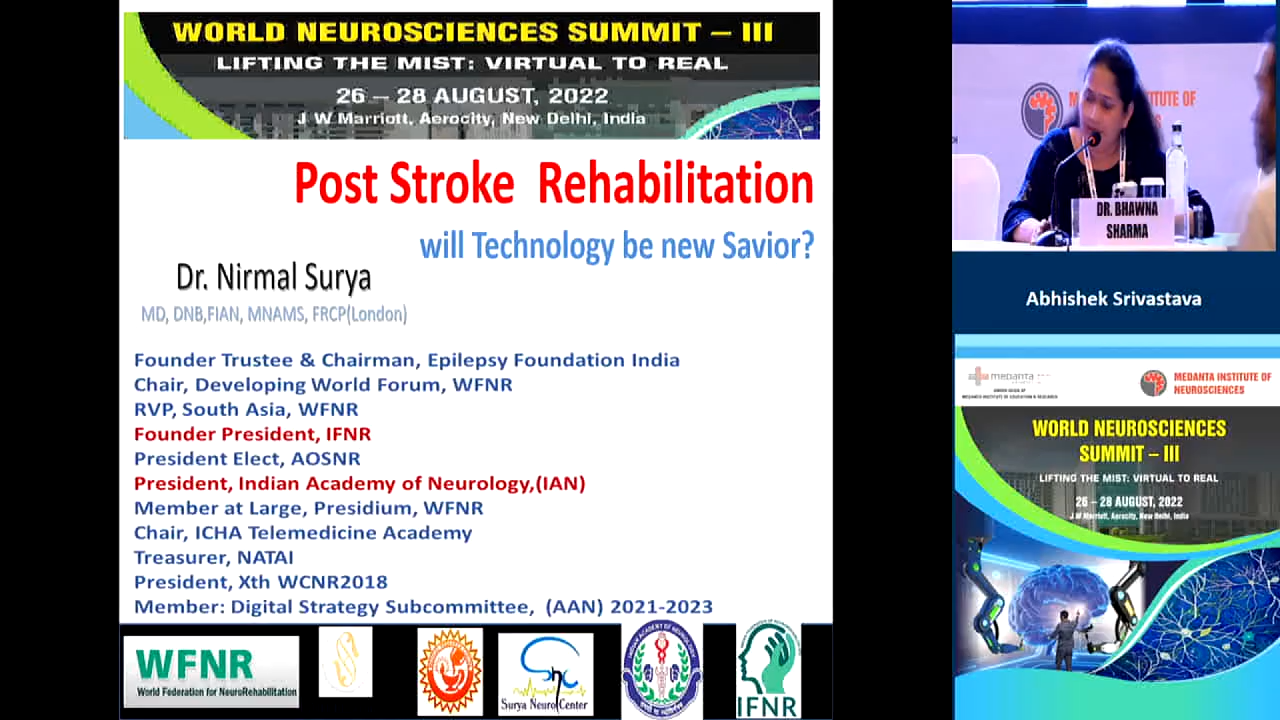 WORLD NEUROSCIENCES SUMMIT – III
LIFTING THE MIST: VIRTUAL TO REAL
26 – 28 AUGUST, 2022
J W Marriott, Aerocity, New Delhi, India
Post Stroke Rehabilitation
will Technology be new Savior?
Dr. Nirmal Surya
MD, DNB,FIAN, MNAMS, FRCP(London)
Founder Trustee & Chairman, Epilepsy Foundation India
Chair, Developing World Forum, WFNR
RVP, South Asia, WFNR
Founder President, IFNR
President Elect, AOSNR
President, Indian Academy of Neurology,(IAN)
Member at Large, Presidium, WFNR
Chair, ICHA Telemedicine Academy
Treasurer, NATAI
President, Xth WCNR2018
Member: Digital Strategy Subcommittee, (AAN) 2021-2023
WFNR
World Federation for NeuroRehabilitation
Surya Neuro Center
IFNR
DR. BHAWNA
SHARMA
Abhishek Srivastava
medanta
MEDANTA INSTITUTE OF EDUCATION & RESEARCH
MEDANTA INSTITUTE OF
NEUROSCIENCES
WORLD NEUROSCIENCES
SUMMIT – III
LIFTING THE MIST: VIRTUAL TO REAL
26 – 28 AUGUST, 2022
J W Marriott, Aerocity, New Delhi, India